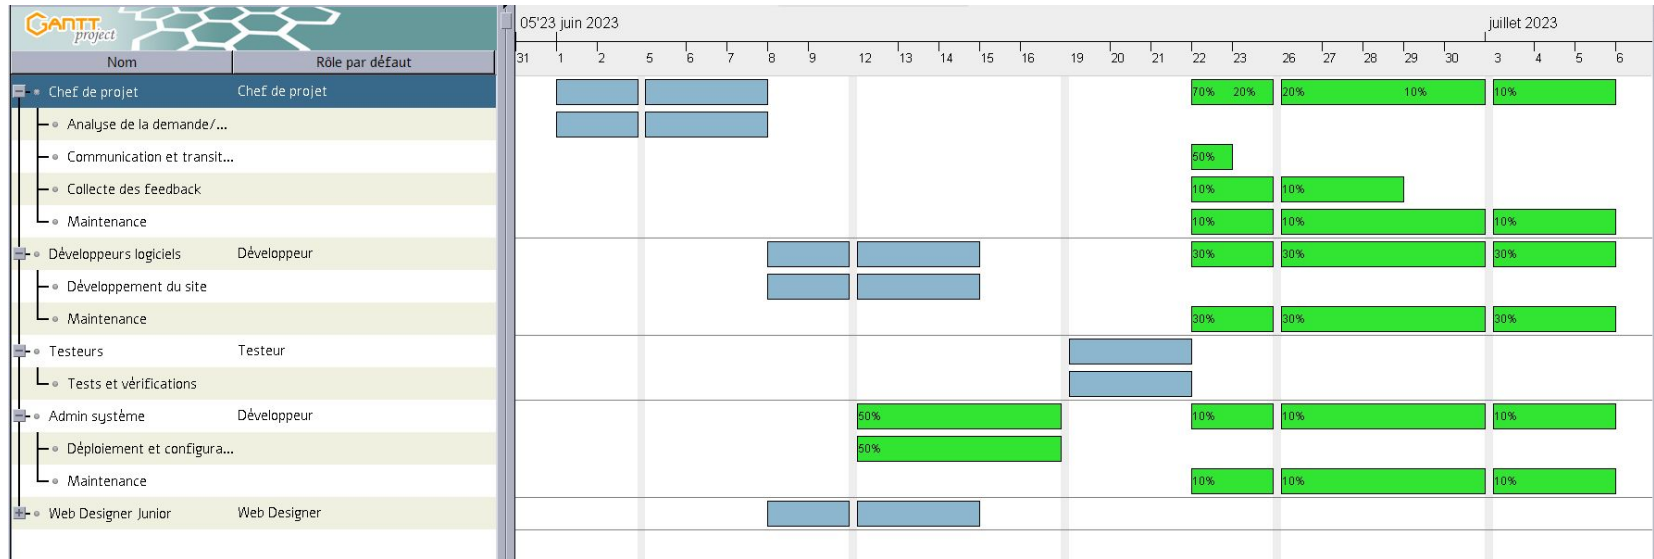 GANTT project
05'23 juin 2023 juillet 2023
Nom Rôle par défaut
31 1 2 5 6 7 8 9 12 13 14 15 16 19 20 21 22 23 26 27 28 29 30 3 4 5 6
Chef de projet Chef de projet 70% 20% 20% 10% 10%
Analyse de la demande/...
Communication et transit... 50%
Collecte des feedback 10% 10%
Maintenance 10% 10% 10%
Développeurs logiciels Développeur 30% 30% 30%
Développement du site
Maintenance 30% 30% 30%
Testeurs Testeur
Tests et vérifications
Admin système Développeur 50% 10% 10% 10%
Déploiement et configura... 50%
Maintenance 10% 10% 10%
Web Designer Junior Web Designer